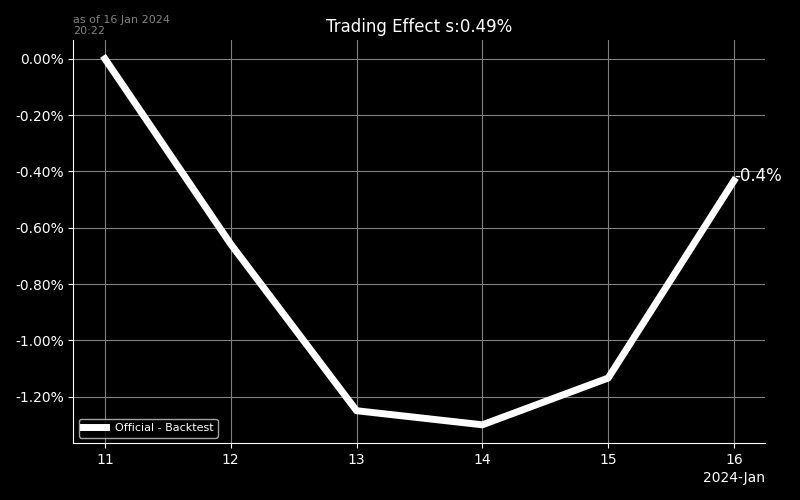 as of 16 Jan 2024
20:22
Trading Effect s:0.49%
0.00%
-0.20%
-0.40%
-0.4%
-0.60%
-0.80%
-1.00%
-1.20%
Official - Backtest
11 12 13 14 15 16
2024-Jan